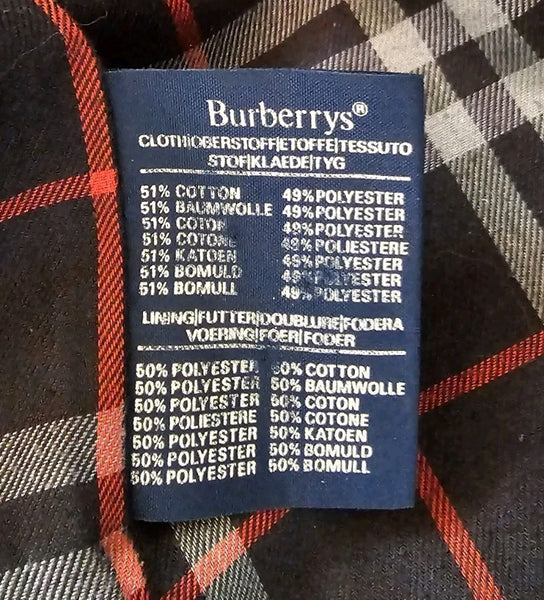 Burberrys®
CLOTH|OBERSTOFF|ETOFFE|TESSUTO
STOF|KLAEDE|TYG
51% COTTON 49% POLYESTER
51% BAUMWOLLE 49% POLYESTER
51% COTON 49% POLYESTER
51% COTONE 49% POLIESTERE
51% KATOEN 49% POLYESTER
51% BOMULD 49% POLYESTER
51% BOMULL 49% POLYESTER
LINING|FUTTER|DOUBLURE|FODERA
VOERING|FOER|FODER
50% POLYESTER 50% COTTON
50% POLYESTER 50% BAUMWOLLE
50% POLYESTER 50% COTON
50% POLIESTERE 50% COTONE
50% POLYESTER 50% KATOEN
50% POLYESTER 50% BOMULD
50% POLYESTER 50% BOMULL